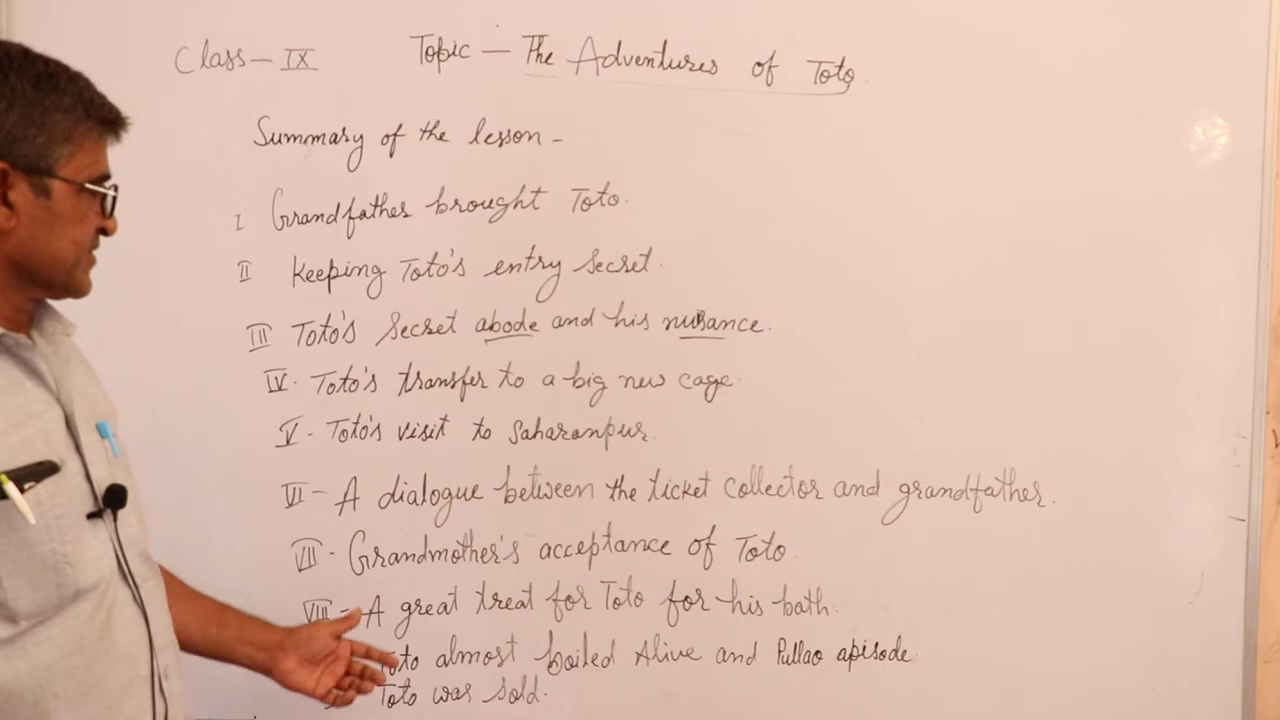 Class - IX Topic - The Adventures of Toto
Summary of the lesson -
I Grandfather brought Toto.
II Keeping Toto's entry secret.
III Toto's secret abode and his nuisance.
IV. Toto's transfer to a big new cage.
V - Toto's visit to Saharanpur.
VI - A dialogue between the ticket collector and grandfather.
VII - Grandmother's acceptance of Toto.
VIII - A great treat for Toto for his bath.
Toto almost boiled Alive and Pullao apisode
Toto was sold.